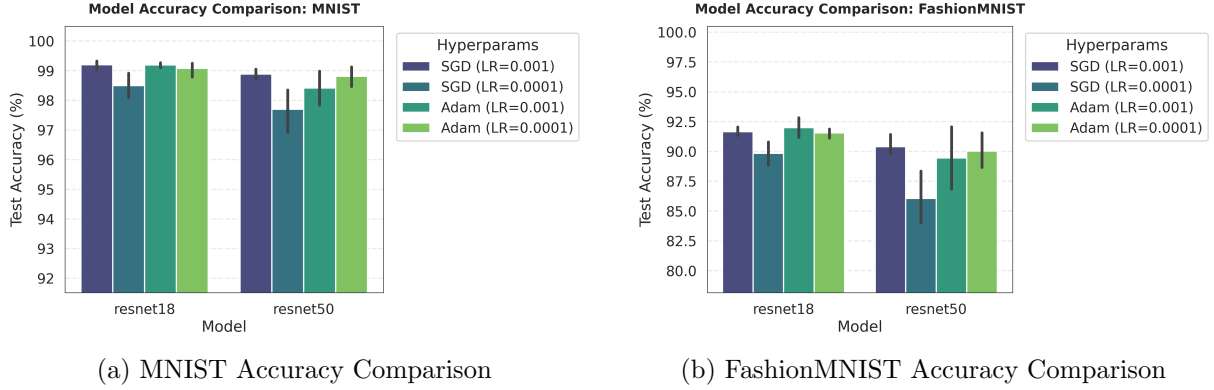 Model Accuracy Comparison: MNIST
100
99
98
97
96
95
94
93
92
Test Accuracy (%)
resnet18
resnet50
Model
Hyperparams
SGD (LR=0.001)
SGD (LR=0.0001)
Adam (LR=0.001)
Adam (LR=0.0001)
(a) MNIST Accuracy Comparison
Model Accuracy Comparison: FashionMNIST
100.0
97.5
95.0
92.5
90.0
87.5
85.0
82.5
80.0
Test Accuracy (%)
resnet18
resnet50
Model
Hyperparams
SGD (LR=0.001)
SGD (LR=0.0001)
Adam (LR=0.001)
Adam (LR=0.0001)
(b) FashionMNIST Accuracy Comparison